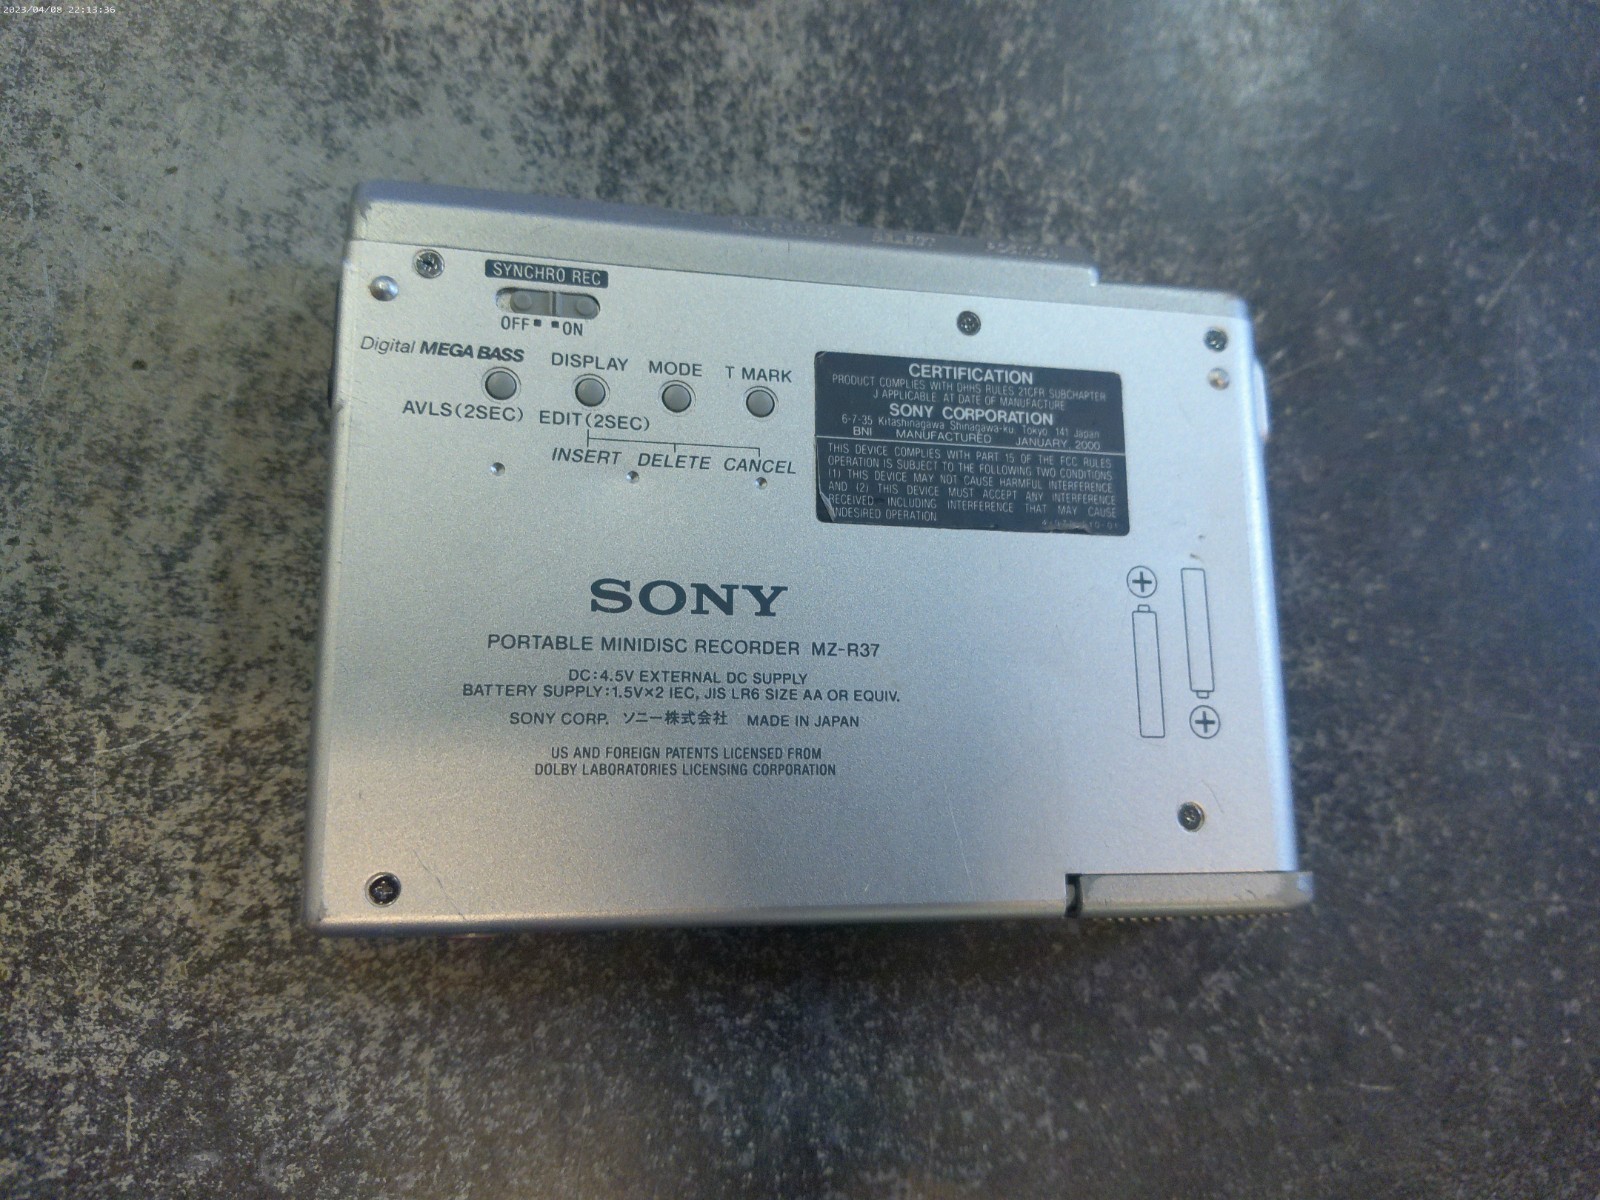 2023/04/08 22:13:36
SYNCHRO REC
OFF ON
Digital MEGA BASS
DISPLAY MODE T MARK
AVLS(2SEC) EDIT(2SEC)
INSERT DELETE CANCEL
CERTIFICATION
PRODUCT COMPLIES WITH DHHS RULES 21CFR SUBCHAPTER
J APPLICABLE AT DATE OF MANUFACTURE
SONY CORPORATION
6-7-35 Kitashinagawa Shinagawa-ku, Tokyo 141 Japan
BNI MANUFACTURED JANUARY 2000
THIS DEVICE COMPLIES WITH PART 15 OF THE FCC RULES
OPERATION IS SUBJECT TO THE FOLLOWING TWO CONDITIONS
(1) THIS DEVICE MAY NOT CAUSE HARMFUL INTERFERENCE
AND (2) THIS DEVICE MUST ACCEPT ANY INTERFERENCE
RECEIVED INCLUDING INTERFERENCE THAT MAY CAUSE
UNDESIRED OPERATION
SONY
PORTABLE MINIDISC RECORDER MZ-R37
DC:4.5V EXTERNAL DC SUPPLY
BATTERY SUPPLY:1.5V×2 IEC, JIS LR6 SIZE AA OR EQUIV.
SONY CORP. ソニー株式会社 MADE IN JAPAN
US AND FOREIGN PATENTS LICENSED FROM
DOLBY LABORATORIES LICENSING CORPORATION